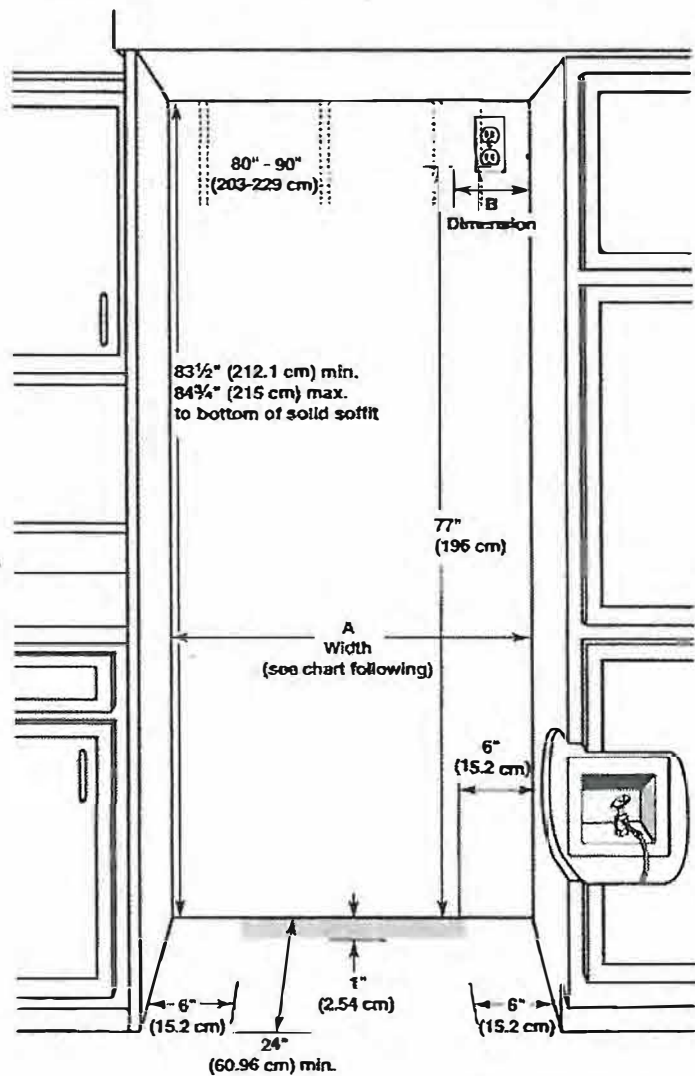 80" - 90"
(203-229 cm)
B
Dimension
83½" (212.1 cm) min.
84¾" (215 cm) max.
to bottom of solid soffit
77"
(195 cm)
A
Width
(see chart following)
6"
(15.2 cm)
1"
(2.54 cm)
6"
(15.2 cm)
6"
(15.2 cm)
24"
(60.96 cm) min.